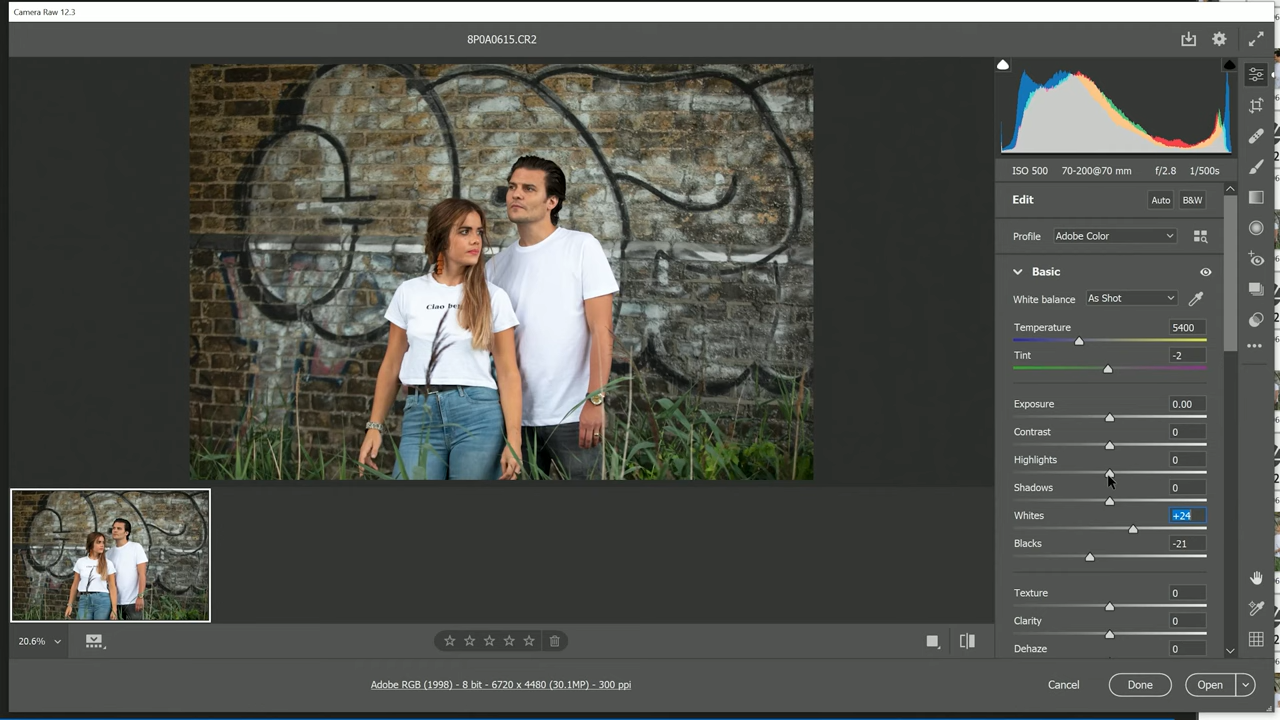 Camera Raw 12.3
8P0A0615.CR2
ISO 500 70-200@70 mm f/2.8 1/500s
Edit Auto B&W
Profile Adobe Color
Basic
White balance As Shot
Temperature 5400
Tint -2
Exposure 0.00
Contrast 0
Highlights 0
Shadows 0
Whites +24
Blacks -21
Texture 0
Clarity 0
Dehaze 0
Ciao
20.6%
Adobe RGB (1998) - 8 bit - 6720 x 4480 (30.1MP) - 300 ppi
Cancel Done Open